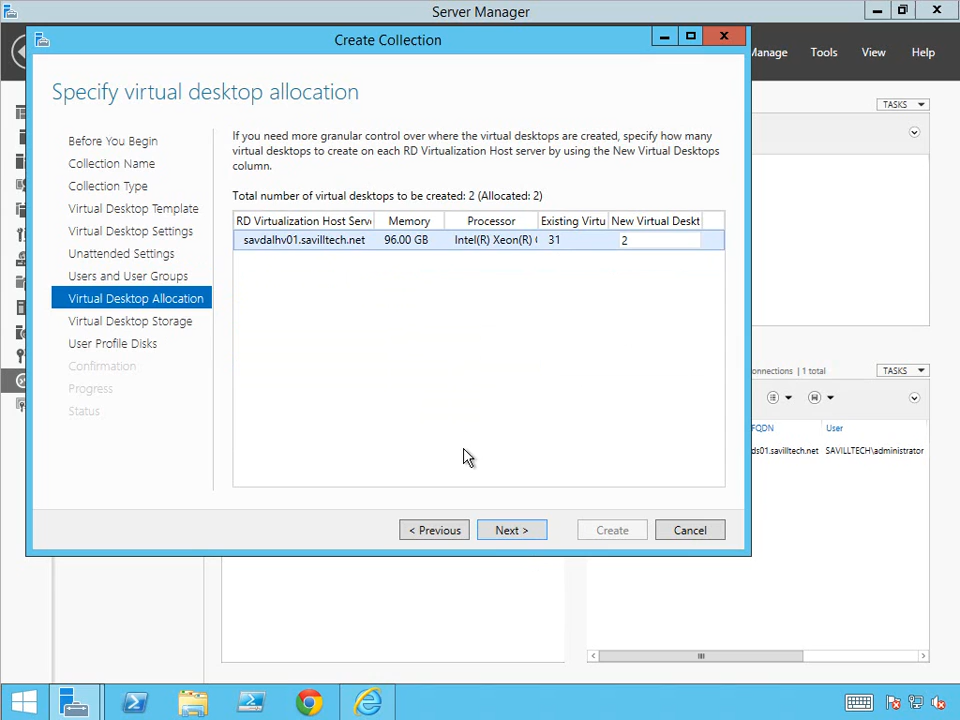 Server Manager
Create Collection
Manage Tools View Help
Specify virtual desktop allocation
TASKS
Before You Begin
Collection Name
Collection Type
Virtual Desktop Template
Virtual Desktop Settings
Unattended Settings
Users and User Groups
Virtual Desktop Allocation
Virtual Desktop Storage
User Profile Disks
Confirmation
Progress
Status
If you need more granular control over where the virtual desktops are created, specify how many
virtual desktops to create on each RD Virtualization Host server by using the New Virtual Desktops
column.
Total number of virtual desktops to be created: 2 (Allocated: 2)
RD Virtualization Host Serve Memory Processor Existing Virtu New Virtual Deskt
savdalhv01.savilltech.net 96.00 GB Intel(R) Xeon(R) 31 2
< Previous Next > Create Cancel
onnections | 1 total TASKS
FQDN User
ds01.savilltech.net SAVILLTECH\administrator